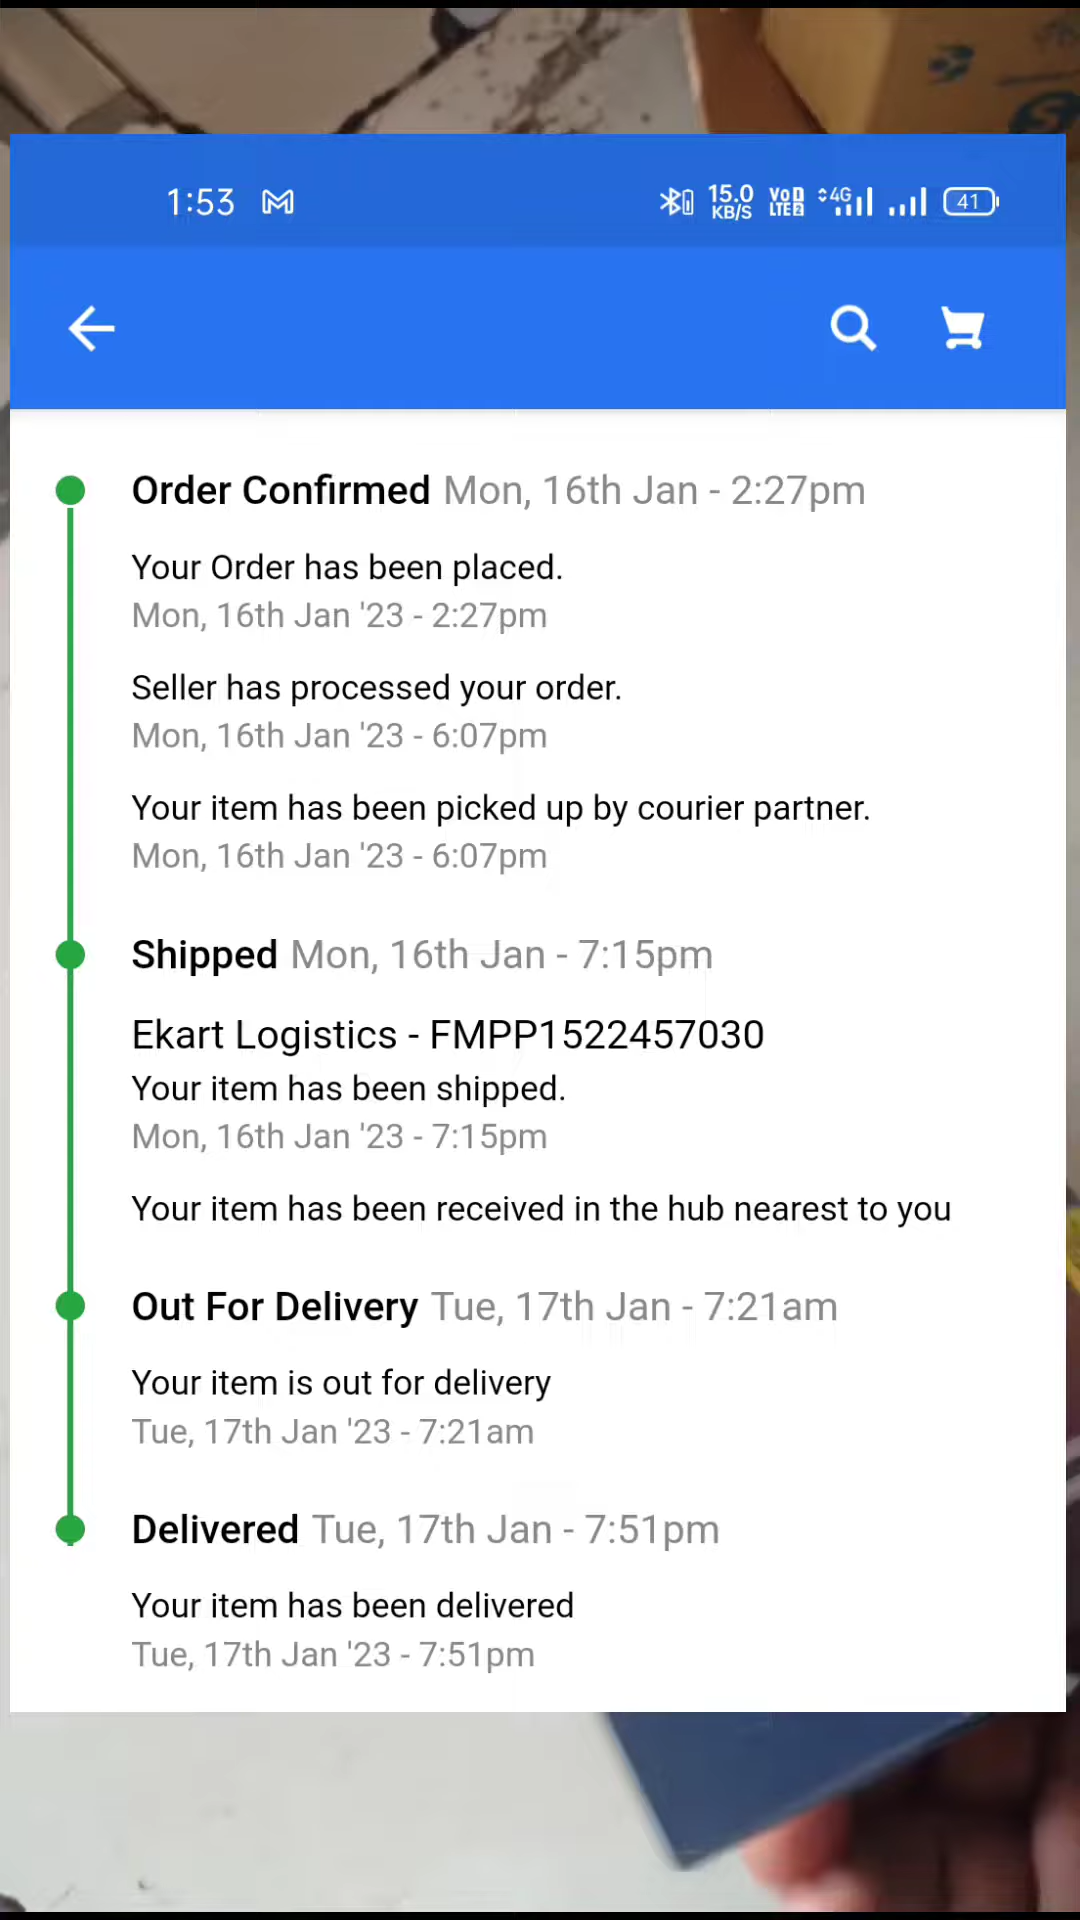 1:53
15.0 KB/S
Vo LTE 1 2
4G
41
Order Confirmed Mon, 16th Jan - 2:27pm
Your Order has been placed.
Mon, 16th Jan '23 - 2:27pm
Seller has processed your order.
Mon, 16th Jan '23 - 6:07pm
Your item has been picked up by courier partner.
Mon, 16th Jan '23 - 6:07pm
Shipped Mon, 16th Jan - 7:15pm
Ekart Logistics - FMPP1522457030
Your item has been shipped.
Mon, 16th Jan '23 - 7:15pm
Your item has been received in the hub nearest to you
Out For Delivery Tue, 17th Jan - 7:21am
Your item is out for delivery
Tue, 17th Jan '23 - 7:21am
Delivered Tue, 17th Jan - 7:51pm
Your item has been delivered
Tue, 17th Jan '23 - 7:51pm